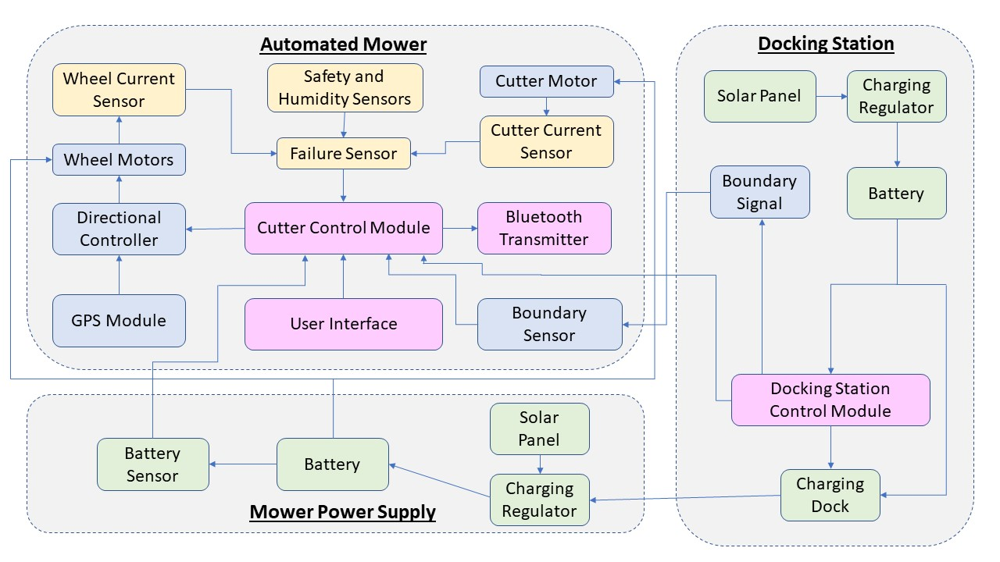 Automated Mower
Wheel Current
Sensor
Safety and
Humidity Sensors
Cutter Motor
Cutter Current
Sensor
Wheel Motors
Failure Sensor
Directional
Controller
Cutter Control Module
Bluetooth
Transmitter
GPS Module
User Interface
Boundary
Sensor
Docking Station
Solar Panel
Charging
Regulator
Boundary
Signal
Battery
Docking Station
Control Module
Charging
Dock
Solar
Panel
Battery
Sensor
Battery
Charging
Regulator
Mower Power Supply